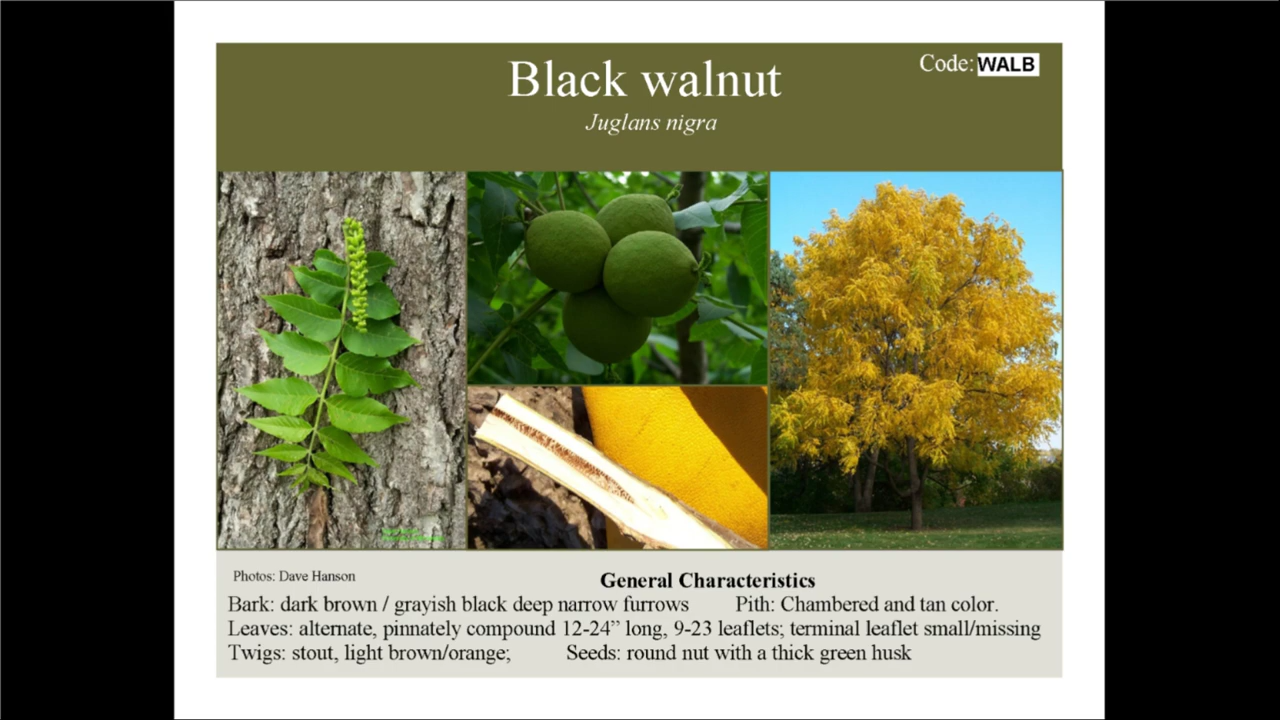 Black walnut
Code: WALB
Juglans nigra
Photos: Dave Hanson
General Characteristics
Bark: dark brown / grayish black deep narrow furrows Pith: Chambered and tan color.
Leaves: alternate, pinnately compound 12-24” long, 9-23 leaflets; terminal leaflet small/missing
Twigs: stout, light brown/orange; Seeds: round nut with a thick green husk